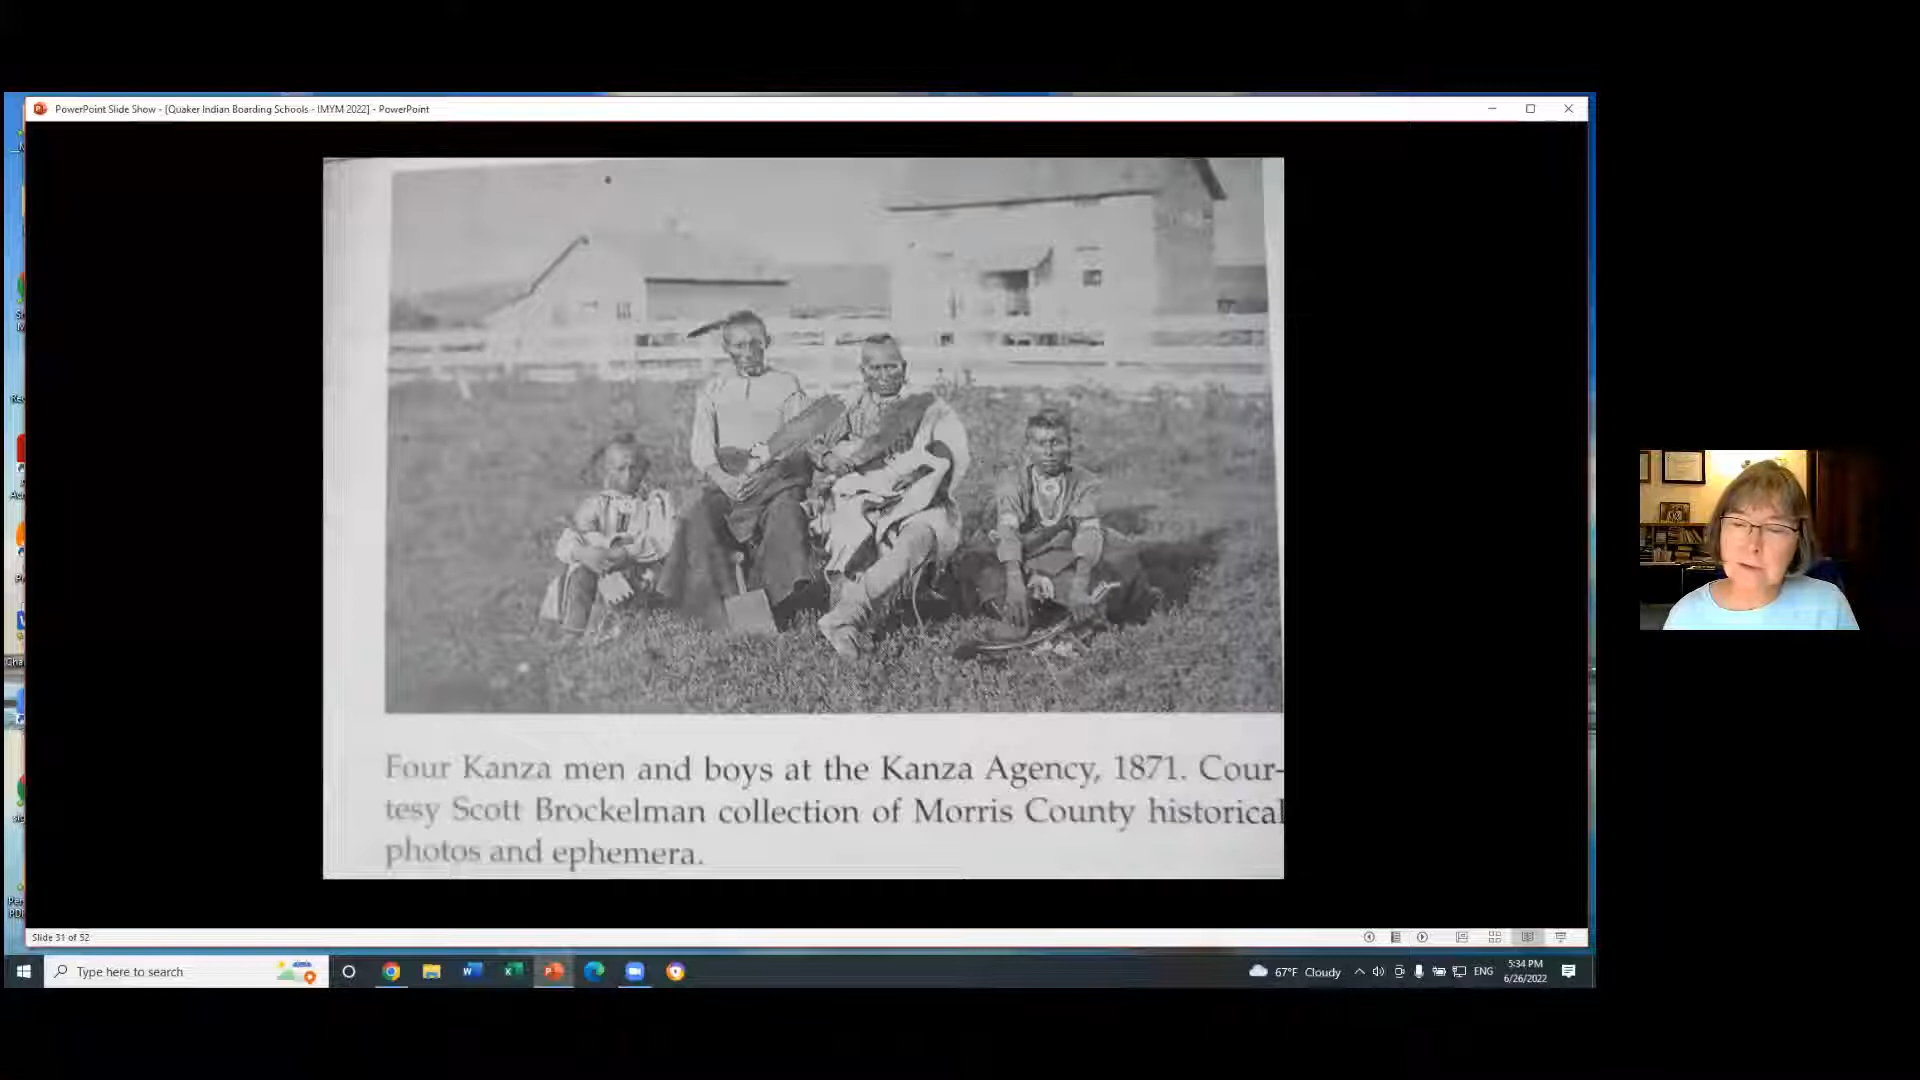 PowerPoint Slide Show - [Quaker Indian Boarding Schools - IMYM 2022] - PowerPoint
Four Kanza men and boys at the Kanza Agency, 1871. Cour-
tesy Scott Brockelman collection of Morris County historical
photos and ephemera.
Slide 31 of 52
Type here to search
67°F Cloudy
ENG
5:34 PM
6/26/2022